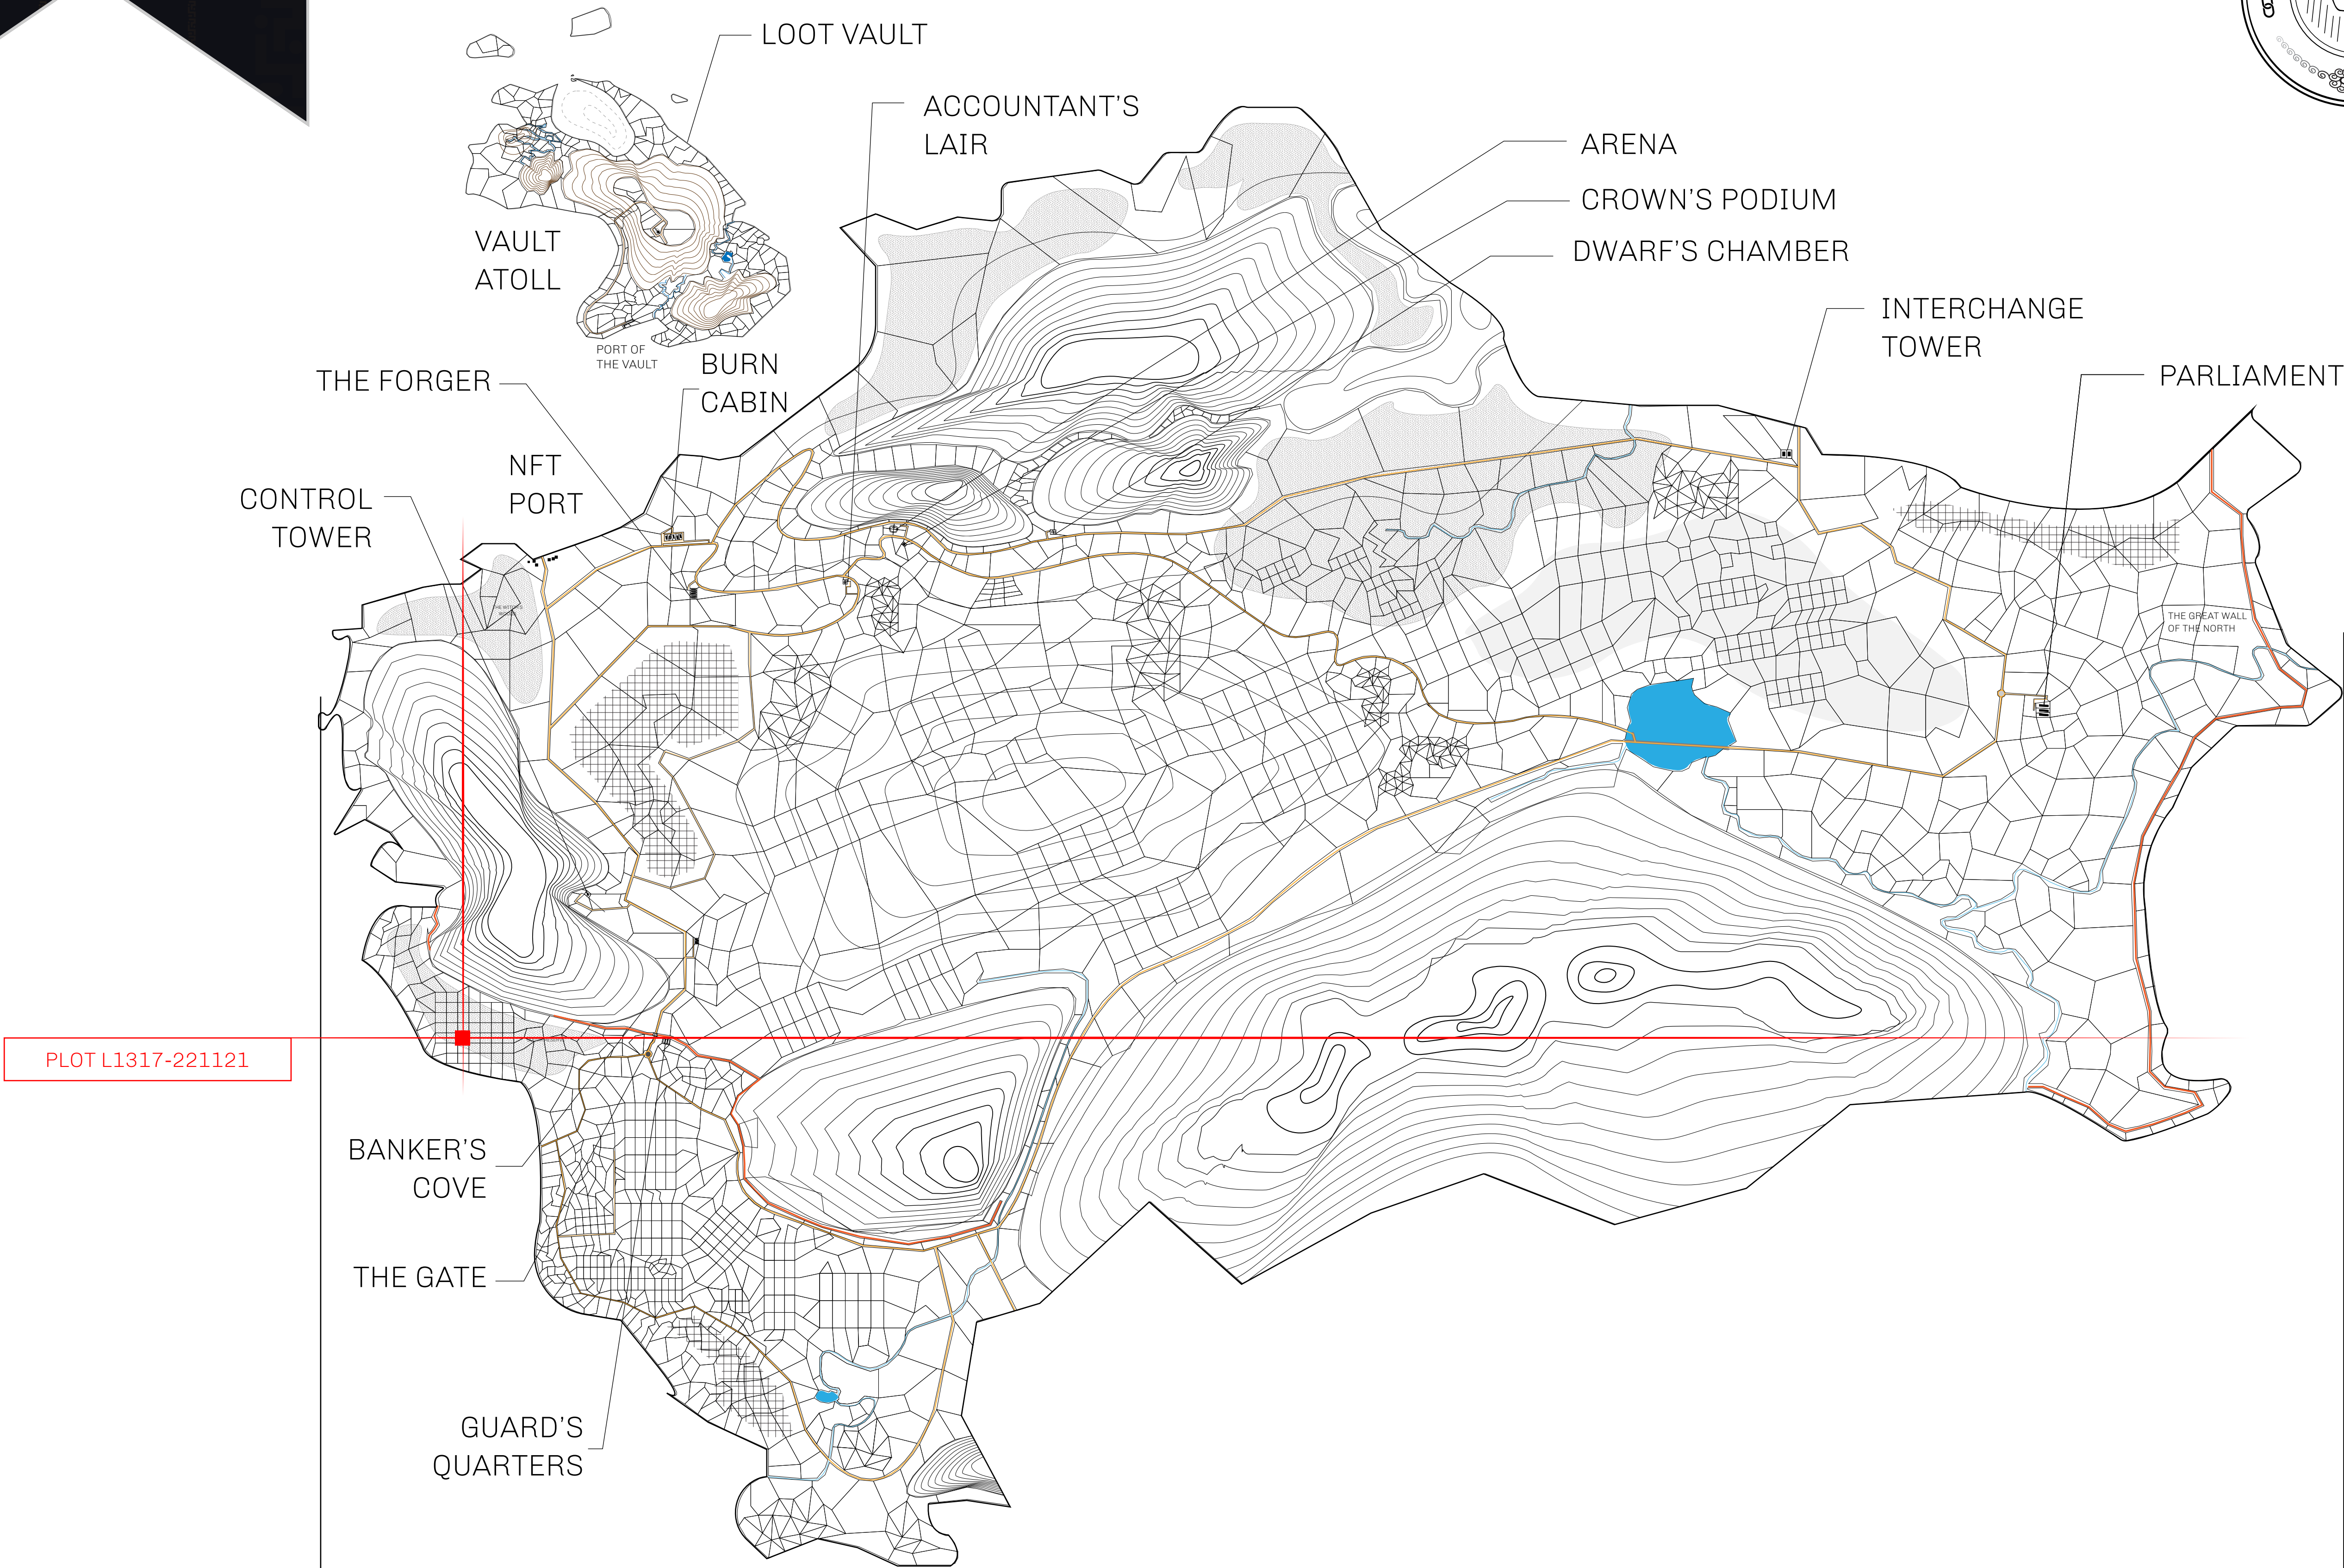 LOOT VAULT
ACCOUNTANT'S
LAIR
ARENA
CROWN'S PODIUM
DWARF'S CHAMBER
VAULT
ATOLL
INTERCHANGE
TOWER
PORT OF
THE VAULT
BURN
CABIN
THE FORGER
PARLIAMENT
NFT
PORT
CONTROL
TOWER
THE GREAT WALL
OF THE NORTH
PLOT L1317-221121
BANKER'S
COVE
THE GATE
GUARD'S
QUARTERS